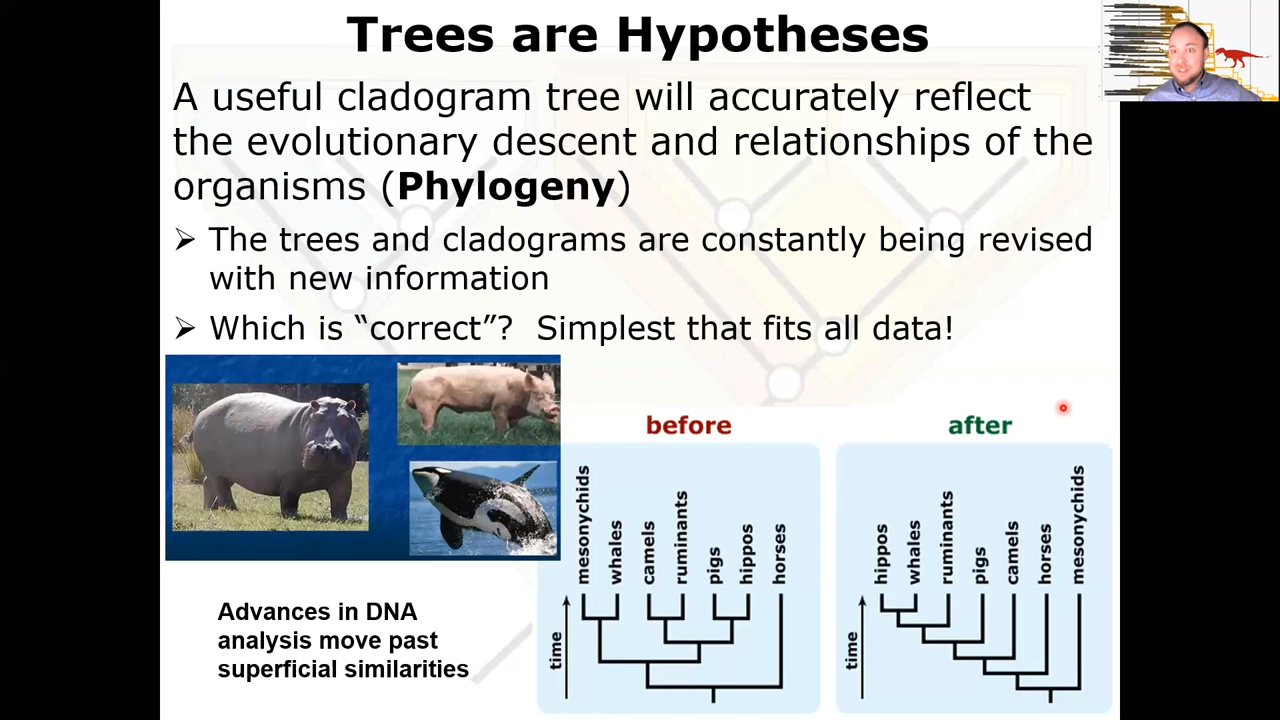 Trees are Hypotheses
A useful cladogram tree will accurately reflect
the evolutionary descent and relationships of the
organisms (Phylogeny)
➢ The trees and cladograms are constantly being revised
with new information
➢ Which is “correct”?  Simplest that fits all data!
Advances in DNA
analysis move past
superficial similarities
before
mesonychids
whales
camels
ruminants
pigs
hippos
horses
time
after
hippos
whales
ruminants
pigs
camels
horses
mesonychids
time